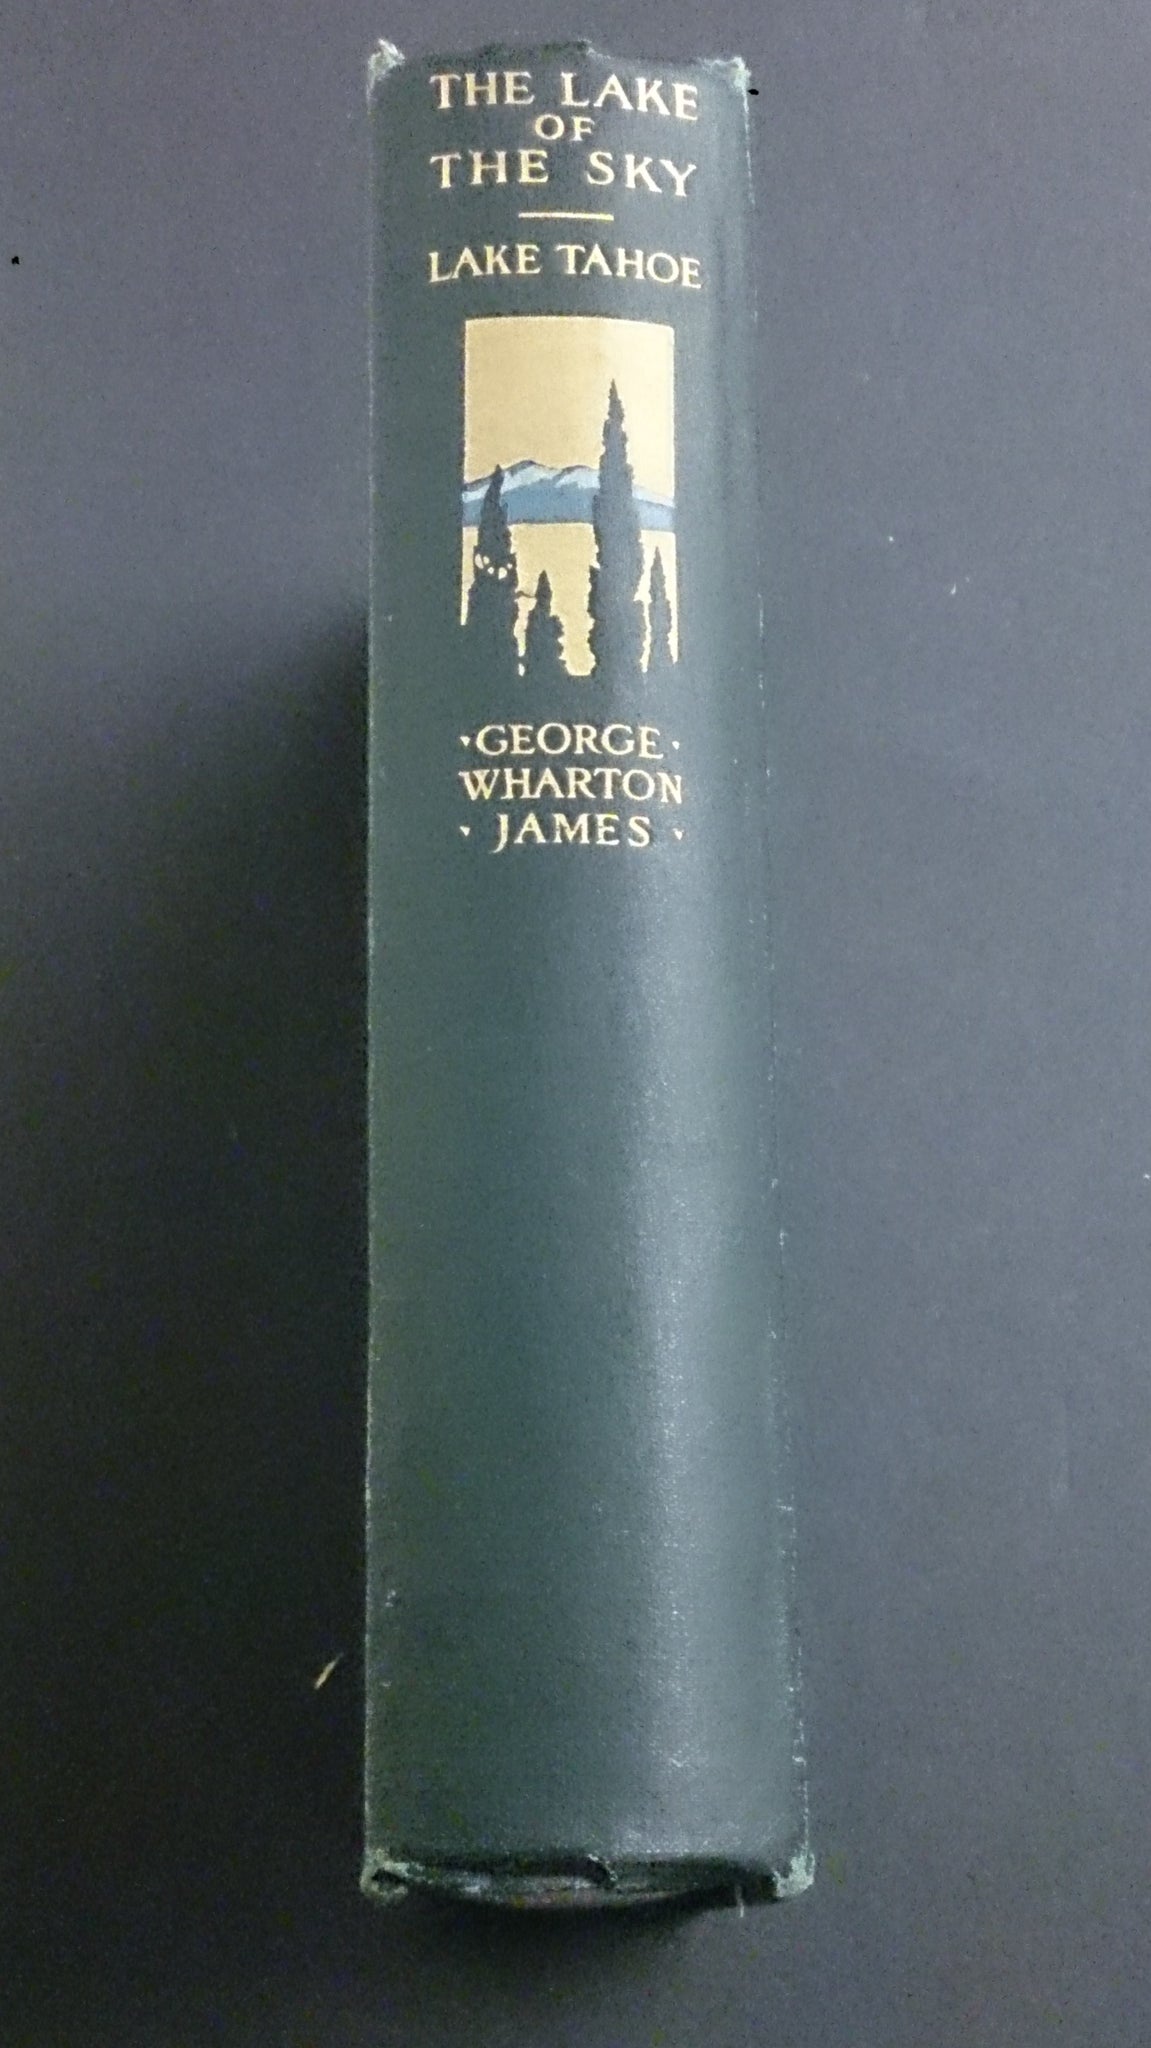 THE LAKE
OF
THE SKY
LAKE TAHOE
·GEORGE·
WHARTON
·JAMES·